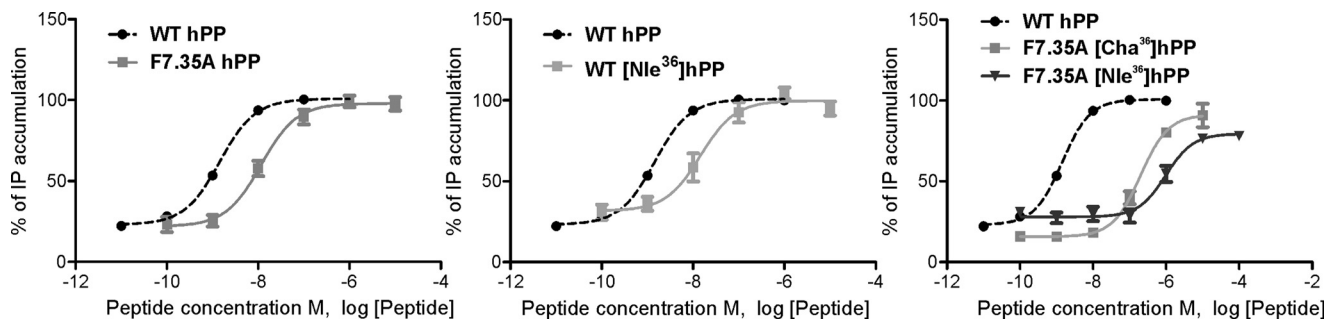 % of IP accumulation
150
100
50
0
WT hPP
F7.35A hPP
-12 -10 -8 -6 -4
Peptide concentration M, log [Peptide]
% of IP accumulation
150
100
50
0
WT hPP
WT [Nle³⁶]hPP
-12 -10 -8 -6 -4
Peptide concentration M, log [Peptide]
% of IP accumulation
150
100
50
0
WT hPP
F7.35A [Cha³⁶]hPP
F7.35A [Nle³⁶]hPP
-12 -10 -8 -6 -4 -2
Peptide concentration M, log [Peptide]